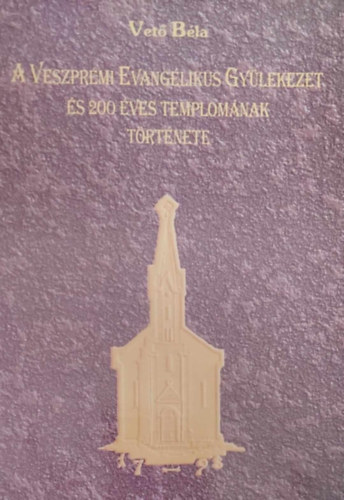 Vető Béla
A Veszprémi Evangélikus Gyülekezet
és 200 éves templomának
története